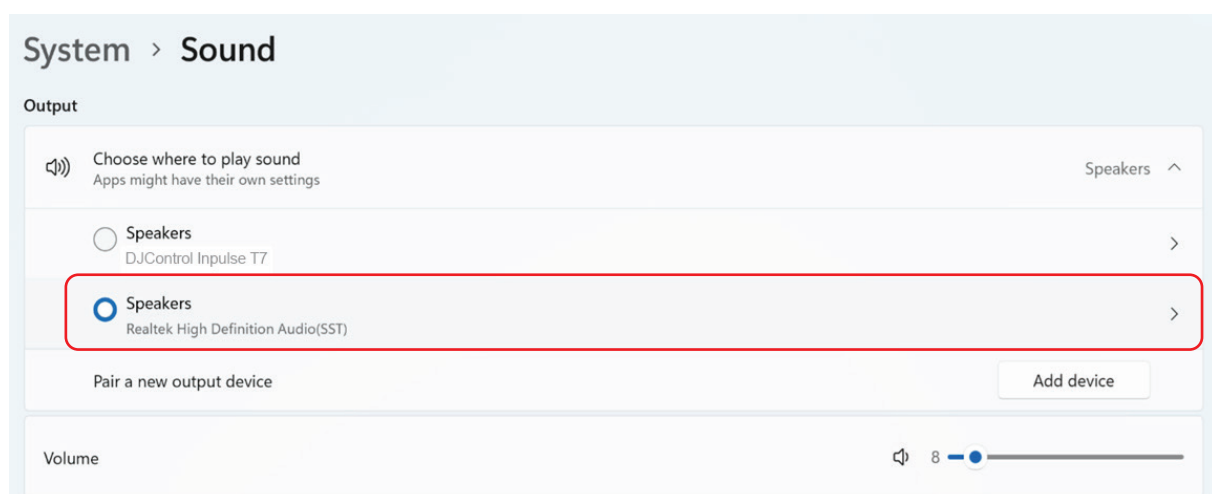 System > Sound
Output
Choose where to play sound
Apps might have their own settings
Speakers
Speakers
DJControl Inpulse T7
Speakers
Realtek High Definition Audio(SST)
Pair a new output device
Add device
Volume
8